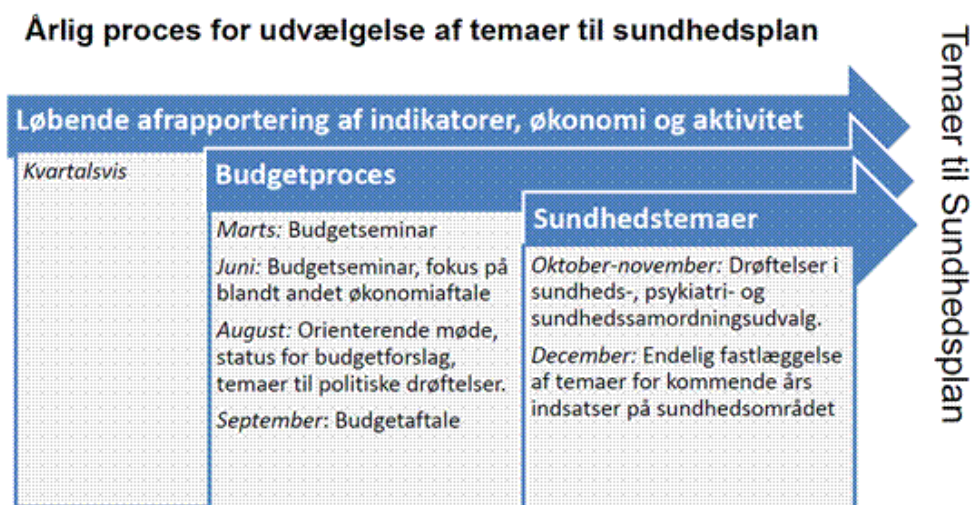 Årlig proces for udvælgelse af temaer til sundhedsplan
Løbende afrapportering af indikatorer, økonomi og aktivitet
Kvartalsvis
Budgetproces
Marts: Budgetseminar
Juni: Budgetseminar, fokus på
blandt andet økonomiaftale
August: Orienterende møde,
status for budgetforslag,
temaer til politiske drøftelser.
September: Budgetaftale
Sundhedstemaer
Oktober-november: Drøftelser i
sundheds-, psykiatri- og
sundhedssamordningsudvalg.
December: Endelig fastlæggelse
af temaer for kommende års
indsatser på sundhedsområdet
Temaer til Sundhedsplan